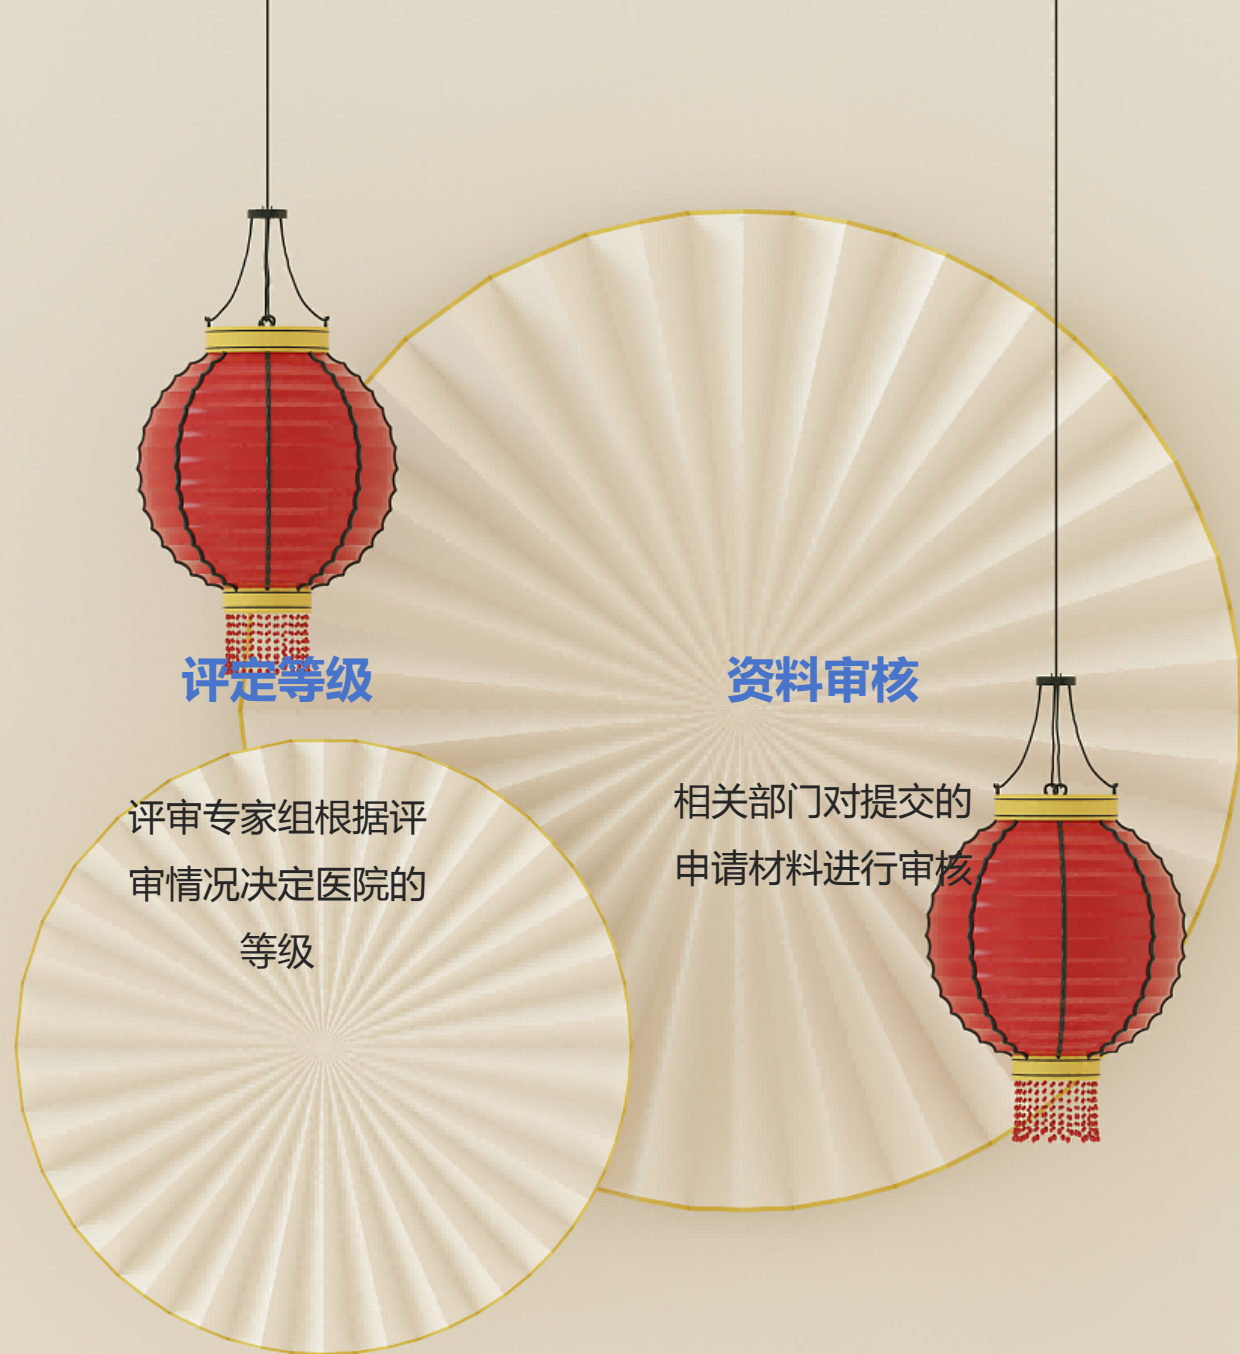 评定等级
评审专家组根据评
审情况决定医院的
等级
资料审核
相关部门对提交的
申请材料进行审核